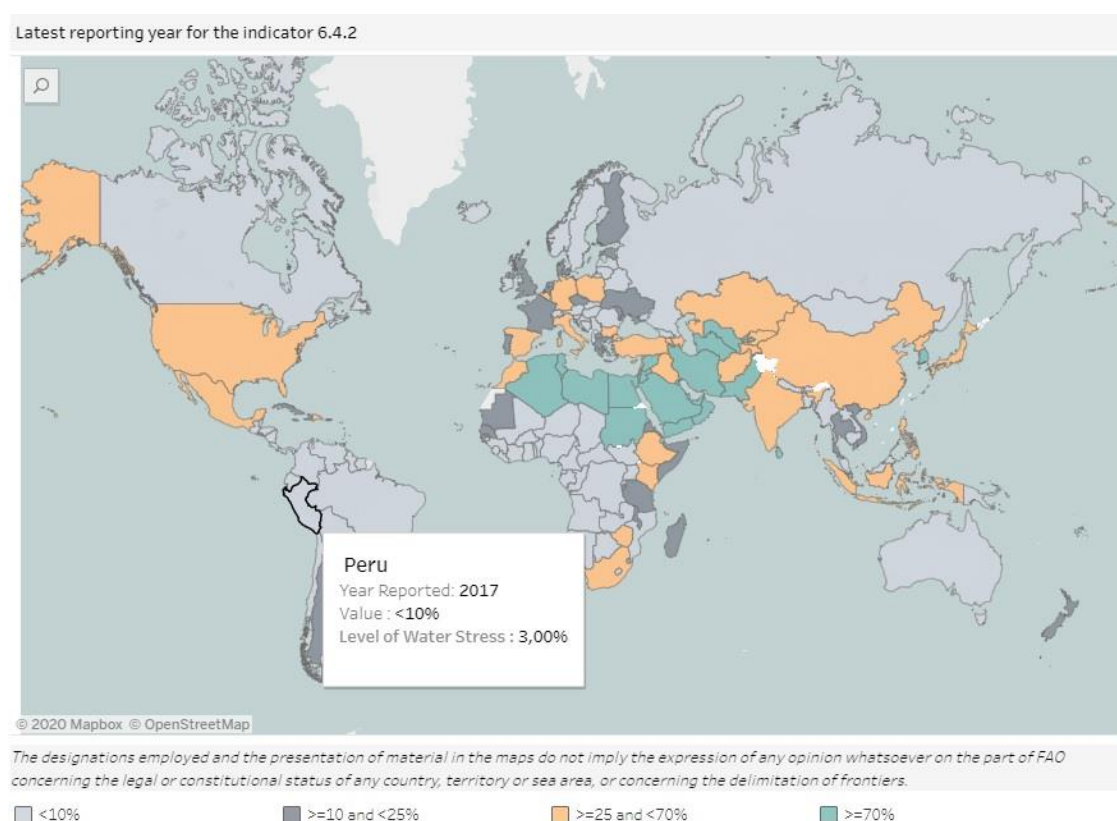 Latest reporting year for the indicator 6.4.2
Peru
Year Reported: 2017
Value : <10%
Level of Water Stress : 3,00%
© 2020 Mapbox © OpenStreetMap
The designations employed and the presentation of material in the maps do not imply the expression of any opinion whatsoever on the part of FAO
concerning the legal or constitutional status of any country, territory or sea area, or concerning the delimitation of frontiers.
<10%
>=10 and <25%
>=25 and <70%
>=70%